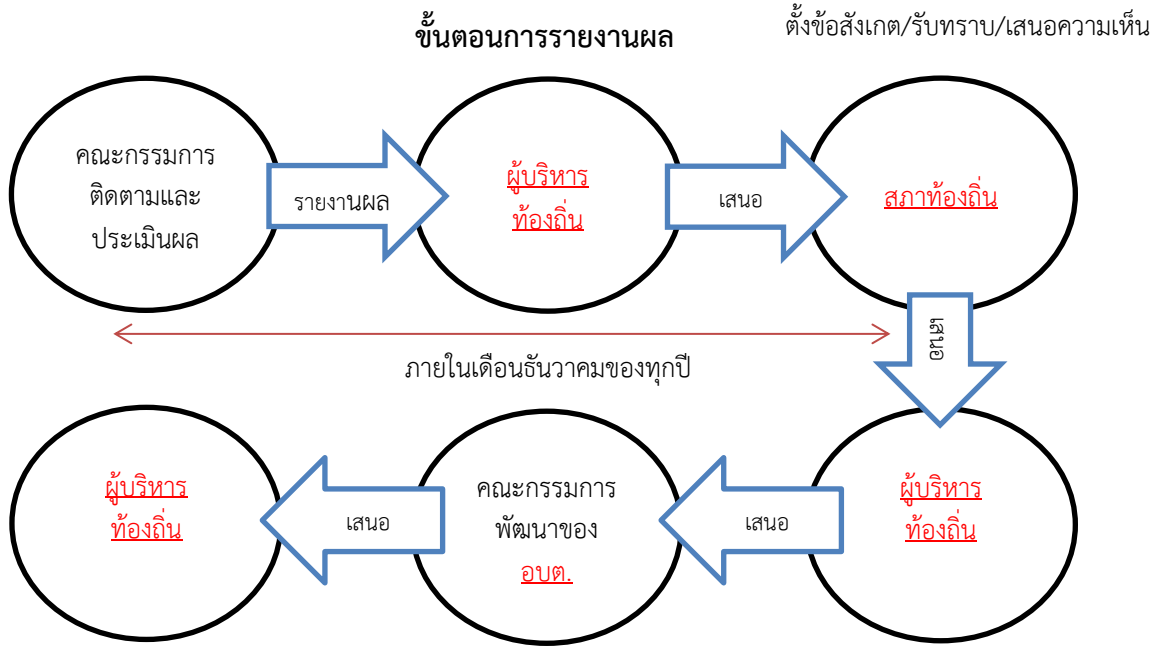 ขั้นตอนการรายงานผล
ตั้งข้อสังเกต/รับทราบ/เสนอความเห็น
คณะกรรมการ
ติดตามและ
ประเมินผล
รายงานผล
ผู้บริหาร
ท้องถิ่น
เสนอ
สภาท้องถิ่น
เสนอ
ภายในเดือนธันวาคมของทุกปี
ผู้บริหาร
ท้องถิ่น
เสนอ
คณะกรรมการ
พัฒนาของ
อบต.
เสนอ
ผู้บริหาร
ท้องถิ่น